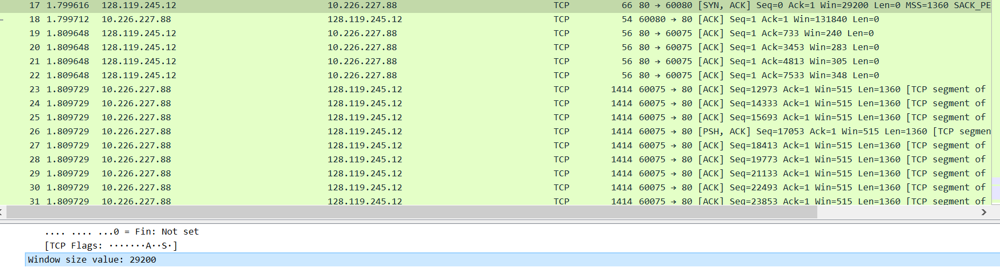 17 1.799616 128.119.245.12 10.226.227.88 TCP 66 80 → 60080 [SYN, ACK] Seq=0 Ack=1 Win=29200 Len=0 MSS=1360 SACK_PE
18 1.799712 10.226.227.88 128.119.245.12 TCP 54 60080 → 80 [ACK] Seq=1 Ack=1 Win=131840 Len=0
19 1.809648 128.119.245.12 10.226.227.88 TCP 56 80 → 60075 [ACK] Seq=1 Ack=733 Win=240 Len=0
20 1.809648 128.119.245.12 10.226.227.88 TCP 56 80 → 60075 [ACK] Seq=1 Ack=3453 Win=283 Len=0
21 1.809648 128.119.245.12 10.226.227.88 TCP 56 80 → 60075 [ACK] Seq=1 Ack=4813 Win=305 Len=0
22 1.809648 128.119.245.12 10.226.227.88 TCP 56 80 → 60075 [ACK] Seq=1 Ack=7533 Win=348 Len=0
23 1.809729 10.226.227.88 128.119.245.12 TCP 1414 60075 → 80 [ACK] Seq=12973 Ack=1 Win=515 Len=1360 [TCP segment of
24 1.809729 10.226.227.88 128.119.245.12 TCP 1414 60075 → 80 [ACK] Seq=14333 Ack=1 Win=515 Len=1360 [TCP segment of
25 1.809729 10.226.227.88 128.119.245.12 TCP 1414 60075 → 80 [ACK] Seq=15693 Ack=1 Win=515 Len=1360 [TCP segment of
26 1.809729 10.226.227.88 128.119.245.12 TCP 1414 60075 → 80 [PSH, ACK] Seq=17053 Ack=1 Win=515 Len=1360 [TCP segmen
27 1.809729 10.226.227.88 128.119.245.12 TCP 1414 60075 → 80 [ACK] Seq=18413 Ack=1 Win=515 Len=1360 [TCP segment of
28 1.809729 10.226.227.88 128.119.245.12 TCP 1414 60075 → 80 [ACK] Seq=19773 Ack=1 Win=515 Len=1360 [TCP segment of
29 1.809729 10.226.227.88 128.119.245.12 TCP 1414 60075 → 80 [ACK] Seq=21133 Ack=1 Win=515 Len=1360 [TCP segment of
30 1.809729 10.226.227.88 128.119.245.12 TCP 1414 60075 → 80 [ACK] Seq=22493 Ack=1 Win=515 Len=1360 [TCP segment of
31 1.809729 10.226.227.88 128.119.245.12 TCP 1414 60075 → 80 [ACK] Seq=23853 Ack=1 Win=515 Len=1360 [TCP segment of
.... .... ...0 = Fin: Not set
[TCP Flags: ·······A··S·]
Window size value: 29200